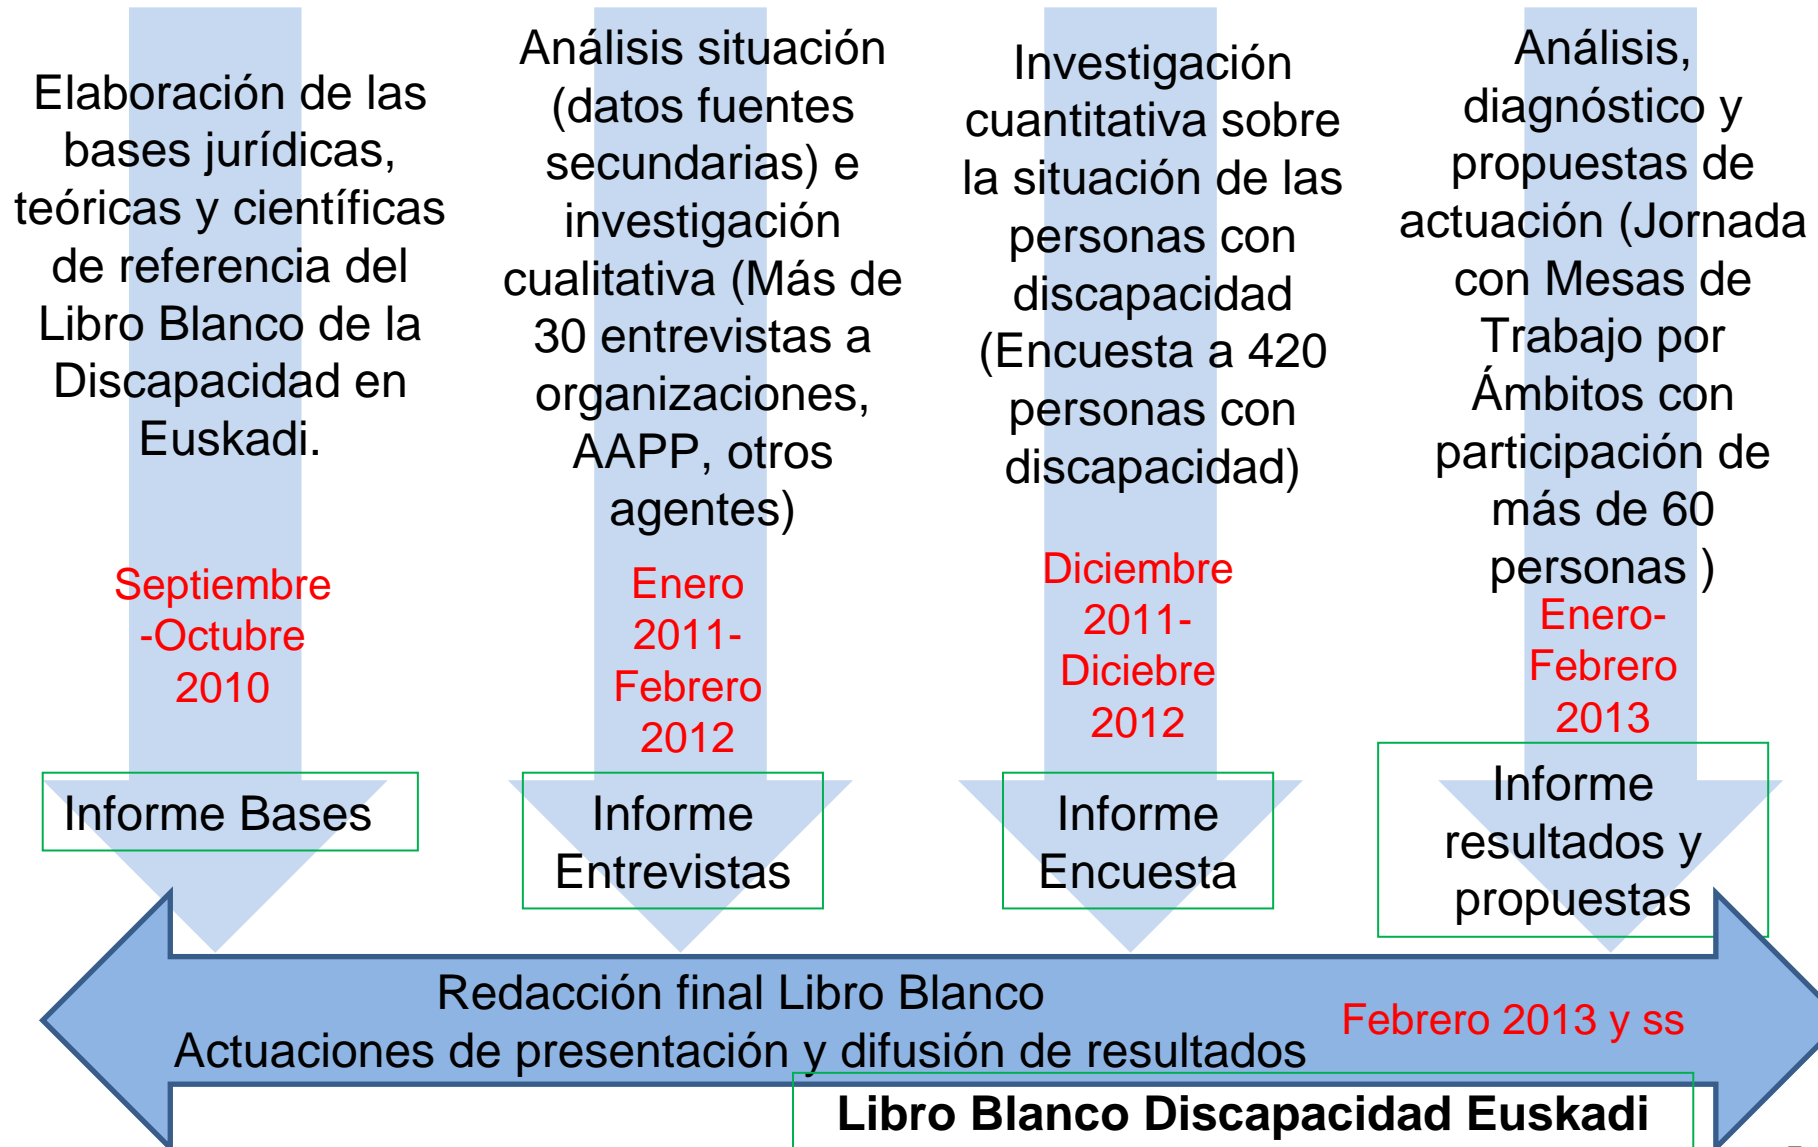 Elaboración de las
bases jurídicas,
teóricas y científicas
de referencia del
Libro Blanco de la
Discapacidad en
Euskadi.
Septiembre
-Octubre
2010
Informe Bases
Análisis situación
(datos fuentes
secundarias) e
investigación
cualitativa (Más de
30 entrevistas a
organizaciones,
AAPP, otros
agentes)
Enero
2011-
Febrero
2012
Informe
Entrevistas
Investigación
cuantitativa sobre
la situación de las
personas con
discapacidad
(Encuesta a 420
personas con
discapacidad)
Diciembre
2011-
Diciebre
2012
Informe
Encuesta
Análisis,
diagnóstico y
propuestas de
actuación (Jornada
con Mesas de
Trabajo por
Ámbitos con
participación de
más de 60
personas )
Enero-
Febrero
2013
Informe
resultados y
propuestas
Redacción final Libro Blanco
Actuaciones de presentación y difusión de resultados
Febrero 2013 y ss
Libro Blanco Discapacidad Euskadi